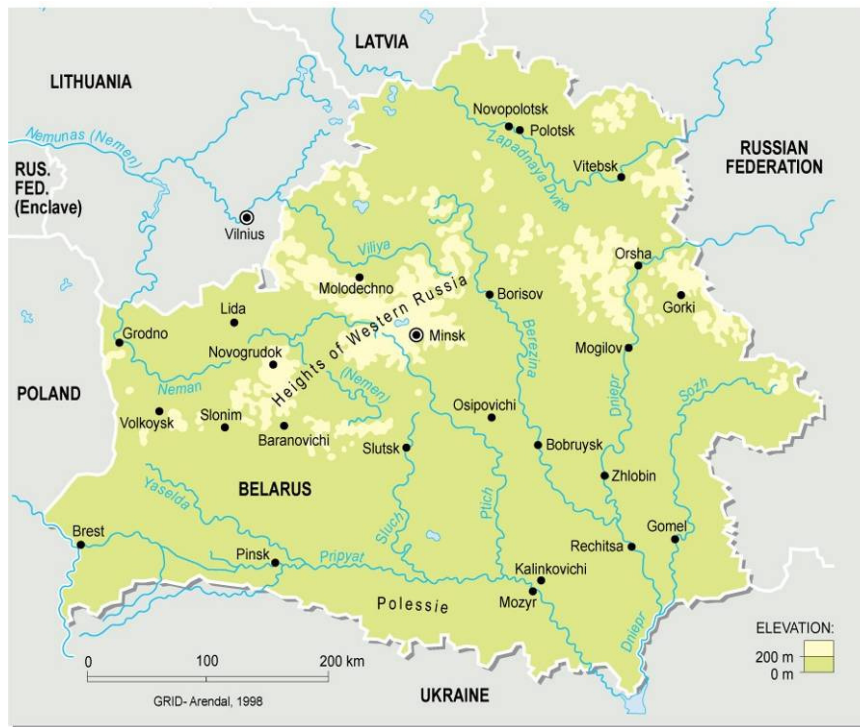 LATVIA
LITHUANIA
Novopolotsk
Polotsk
Nemunas (Nemen)
Zapadnaya Dvna
RUSSIAN
FEDERATION
RUS.
FED.
(Enclave)
Vitebsk
Vilnius
Viliya
Orsha
Molodechno
Borisov
Gorki
Lida
Heights of Western Russia
Grodno
Minsk
Berezina
Mogilov
Novogrudok
Neman
(Nemen)
Dniepr
Sozh
POLAND
Volkoysk
Slonim
Baranovichi
Osipovichi
Slutsk
Bobruysk
Yaselda
BELARUS
Ptich
Zhlobin
Sluch
Brest
Gomel
Pinsk
Pripyat
Rechitsa
Kalinkovichi
Polessie
Mozyr
Dniepr
ELEVATION:
200 m
0 m
0 100 200 km
GRID- Arendal, 1998
UKRAINE